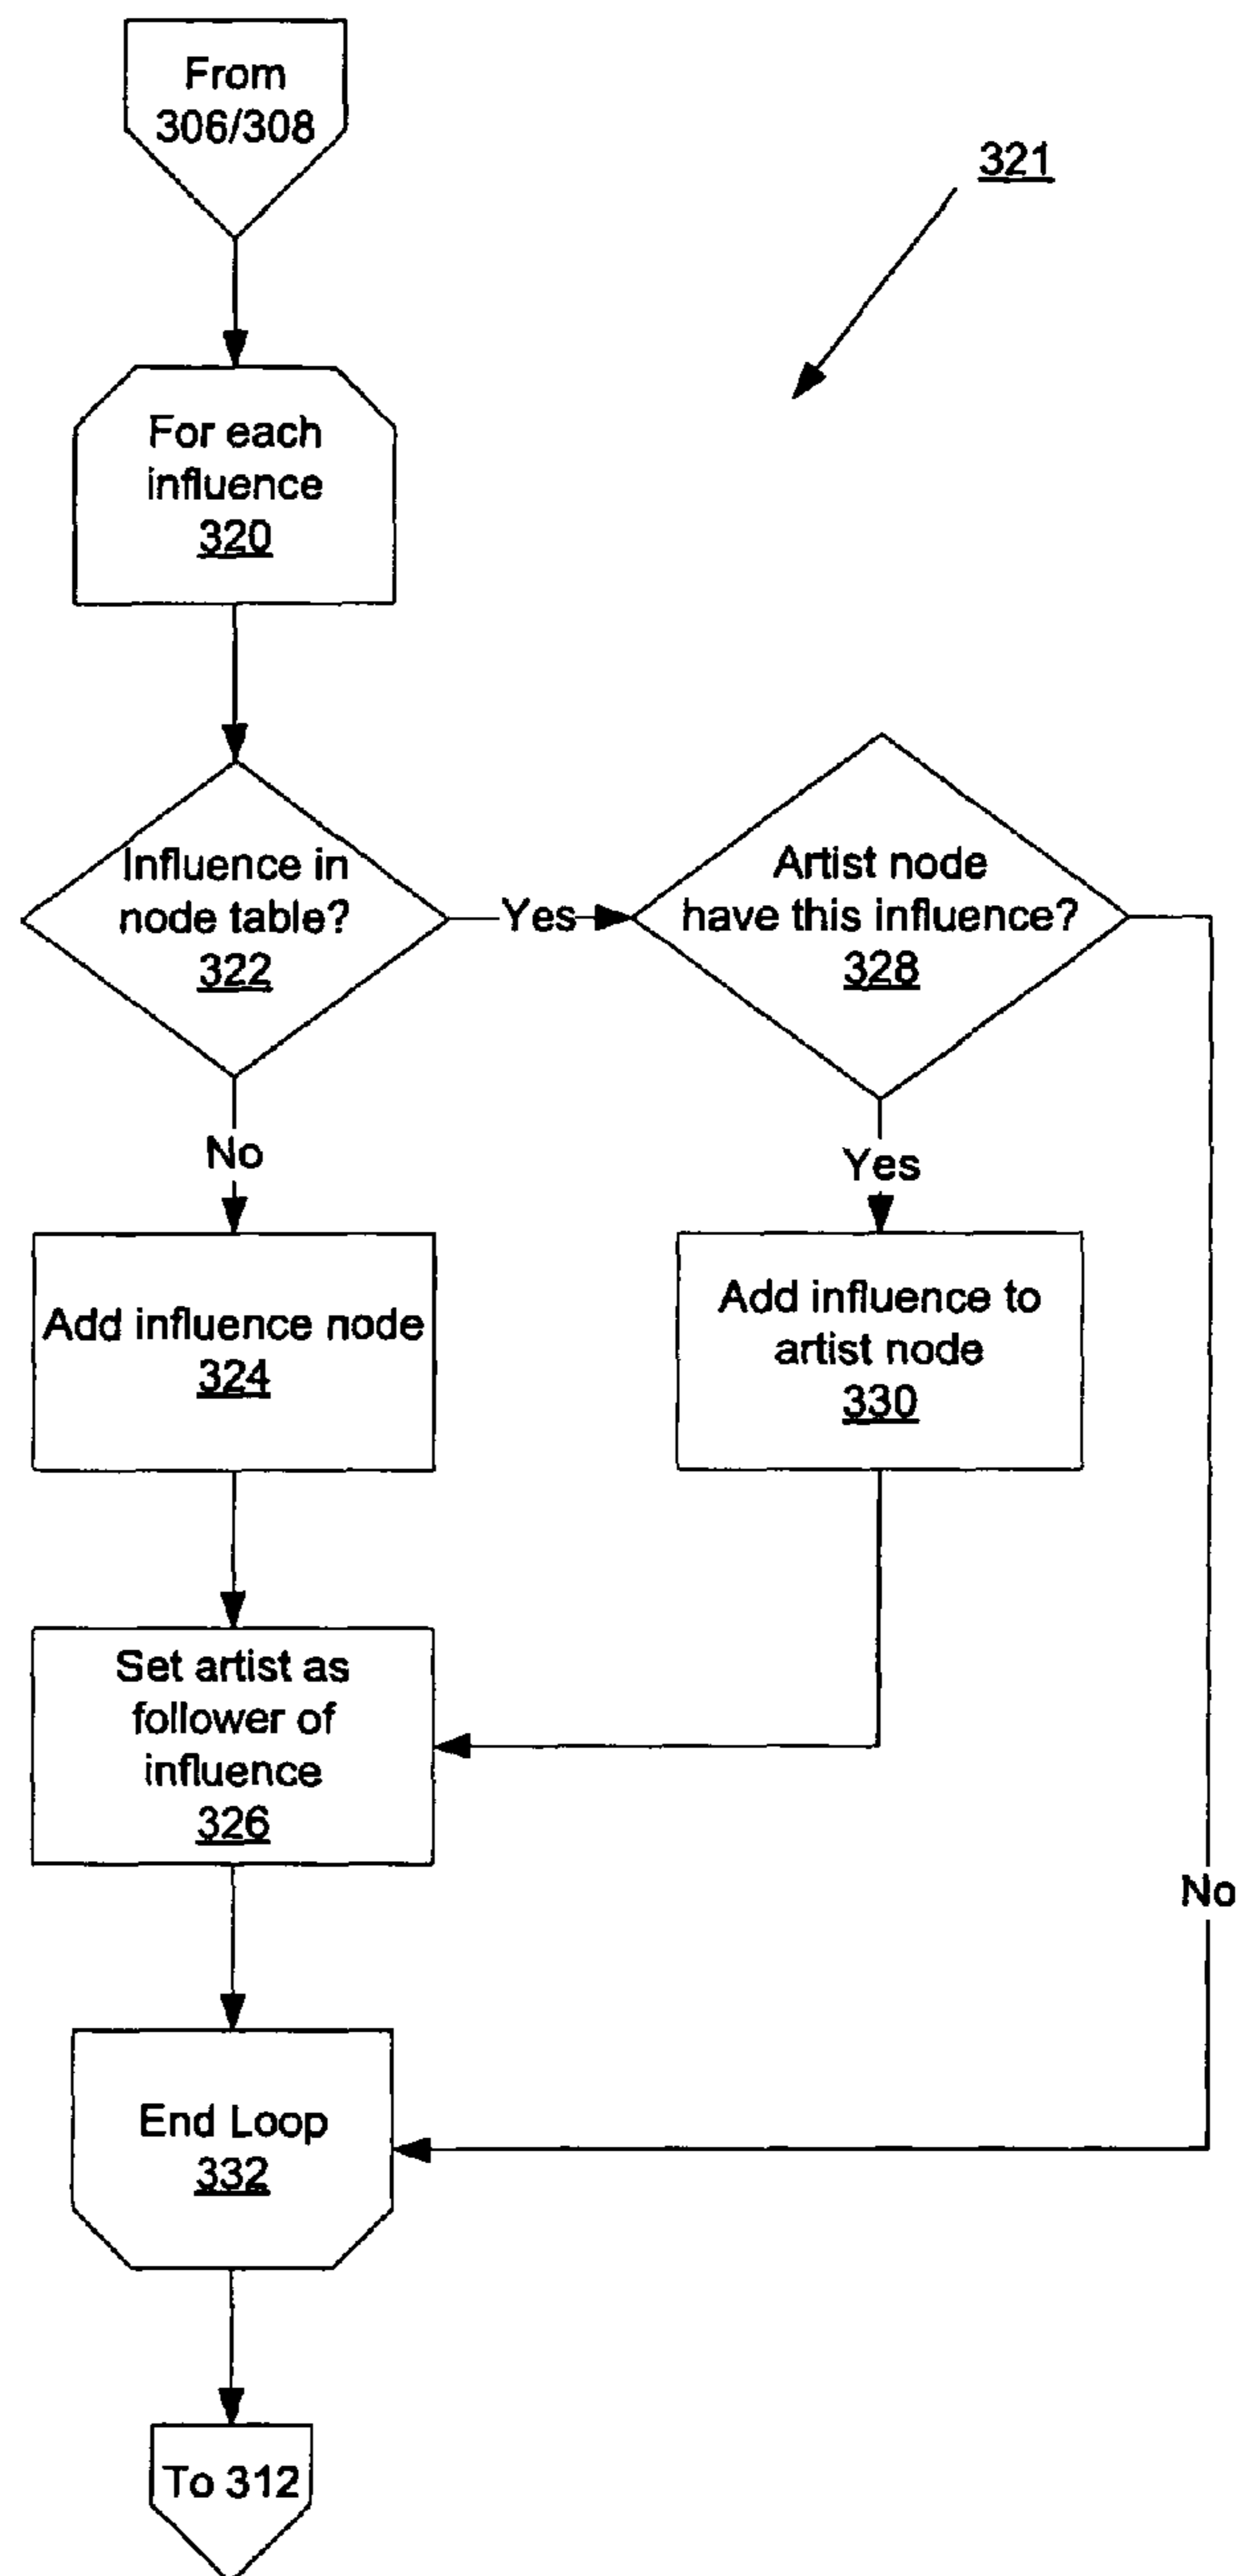 From
306/308
321
For each
influence
320
Influence in
node table?
322
Yes
Artist node
have this influence?
328
No
Yes
Add influence node
324
Add influence to
artist node
330
Set artist as
follower of
influence
326
No
End Loop
332
To 312